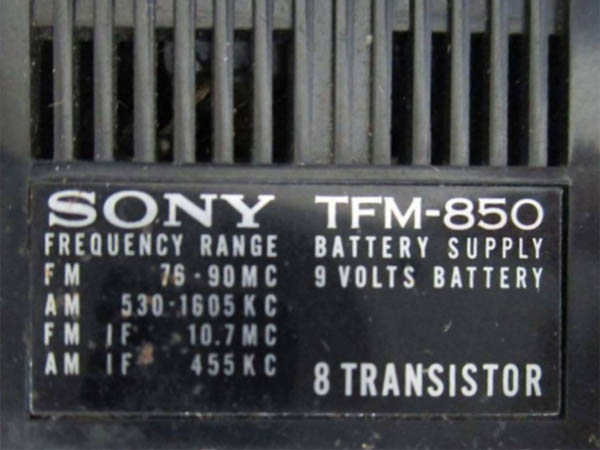 SONY TFM-850
FREQUENCY RANGE BATTERY SUPPLY
FM 76-90MC 9 VOLTS BATTERY
AM 530-1605KC
FM IF 10.7MC
AM IF 455KC
8 TRANSISTOR